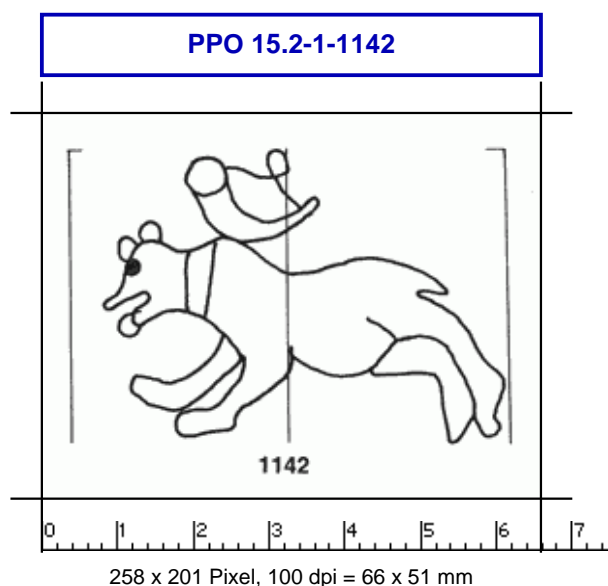 PPO 15.2-1-1142
1142
0 1 2 3 4 5 6 7
258 x 201 Pixel, 100 dpi = 66 x 51 mm